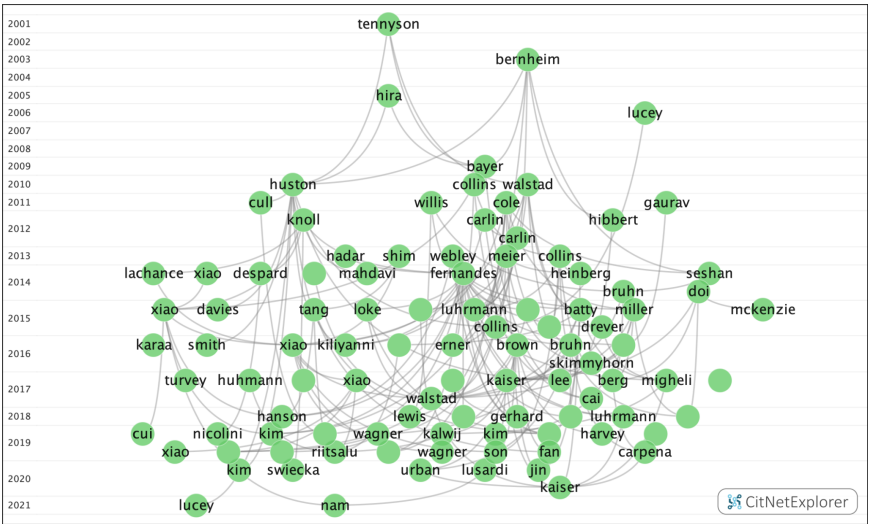 2001 tennyson
2002
2003 bernheim
2004
2005 hira
2006 lucey
2007
2008
2009 bayer
2010 huston collins walstad
2011 cull willis cole gaurav
knoll carlin hibbert
2012 carlin
2013 hadar shim webley meier collins
lachance xiao despard mahdavi fernandes heinberg seshan
2014 bruhn doi
xiao davies tang loke luhrmann batty miller mckenzie
2015 collins drever
karaa smith xiao kiliyanni erner brown bruhn
2016 skimmyhorn
turvey huhmann xiao kaiser lee berg migheli
2017 walstad cai
2018 hanson lewis gerhard luhrmann
cui nicolini kim wagner kalwij kim harvey
2019 xiao riitsalu wagner son fan carpena
kim swiecka urban lusardi jin
2020 kaiser
2021 lucey nam
CitNetExplorer